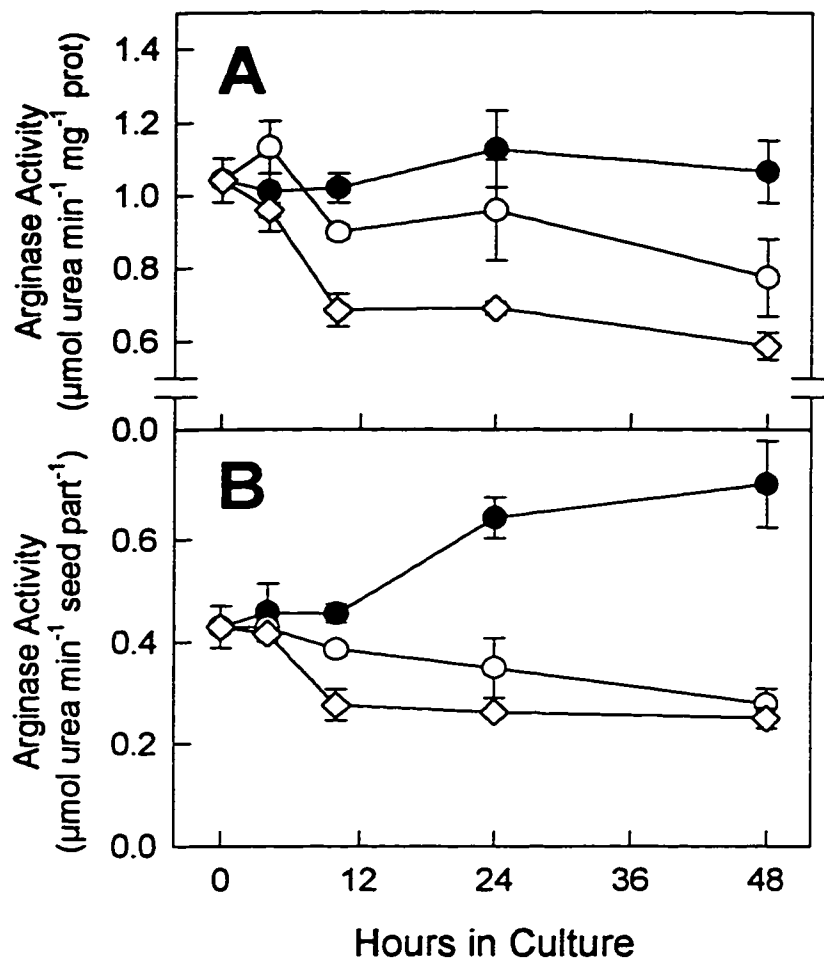 A
Arginase Activity
(µmol urea min⁻¹ mg⁻¹ prot)
1.4
1.2
1.0
0.8
0.6
0.0
B
Arginase Activity
(µmol urea min⁻¹ seed part⁻¹)
0.6
0.4
0.2
0.0
0 12 24 36 48
Hours in Culture